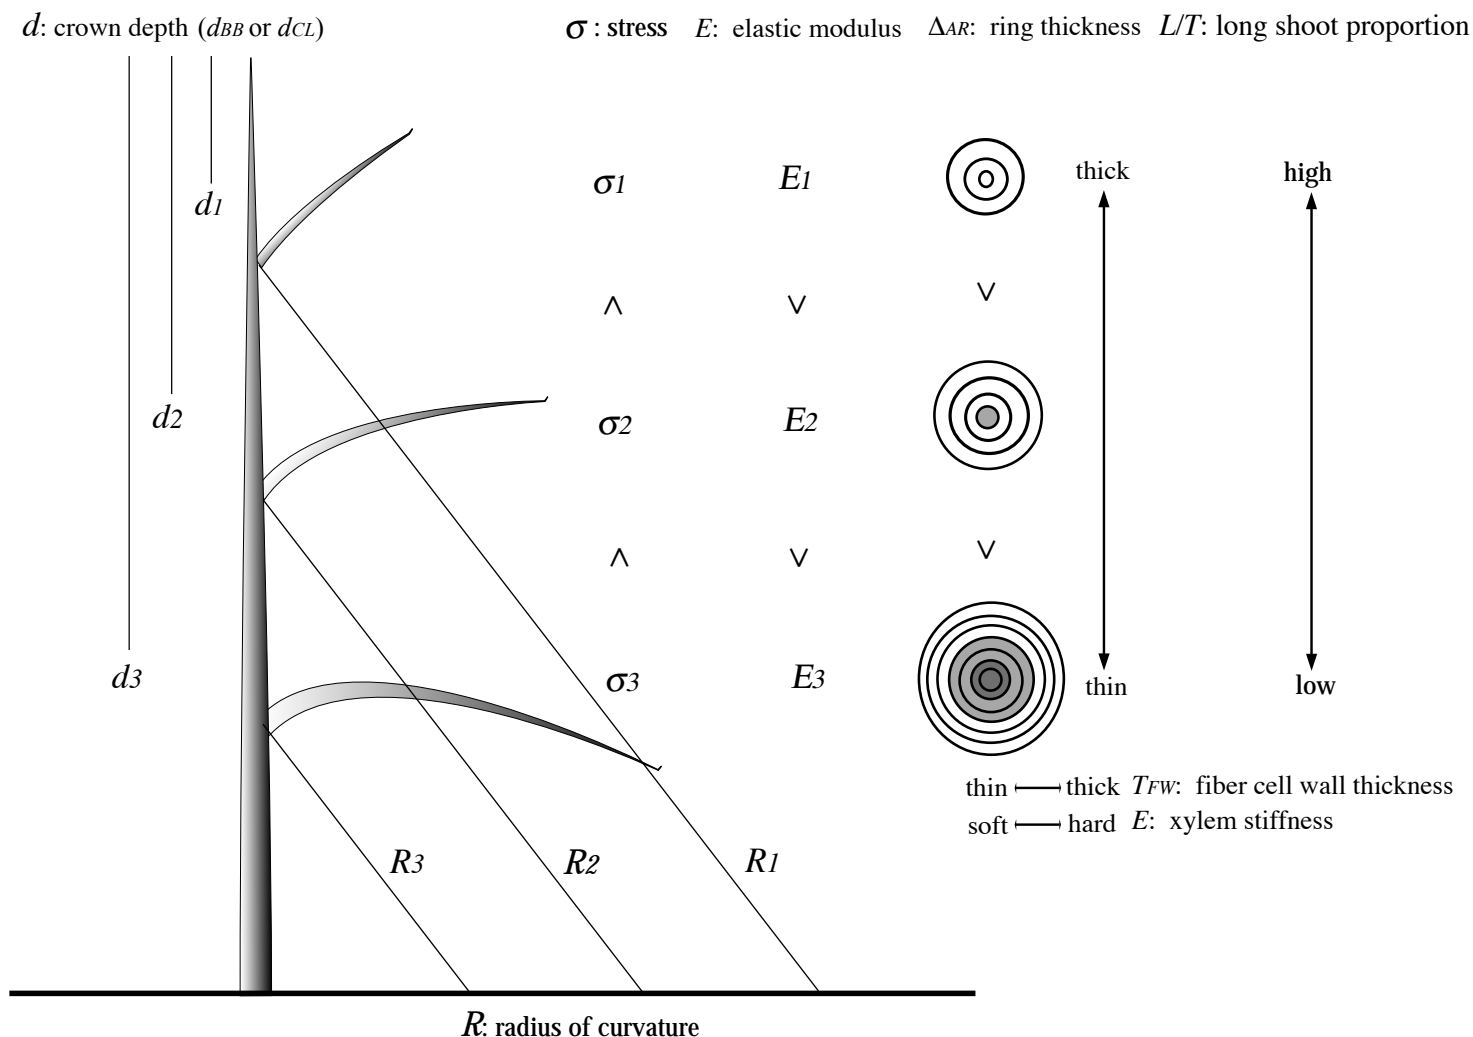 d: crown depth (dBB or dCL) σ : stress E: elastic modulus ΔAR: ring thickness L/T: long shoot proportion
d1 σ1 E1 thick high
∧ ∨ ∨
d2 σ2 E2
∧ ∨ ∨
d3 σ3 E3 thin low
thin thick TFW: fiber cell wall thickness
soft hard E: xylem stiffness
R3 R2 R1
R: radius of curvature